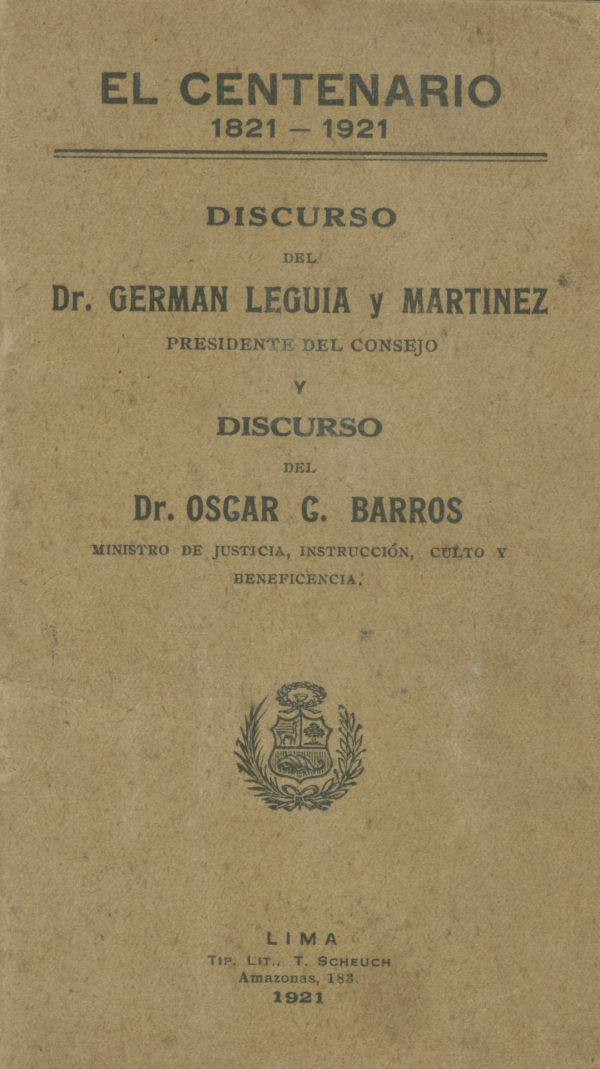 EL CENTENARIO
1821 — 1921
DISCURSO
DEL
Dr. GERMAN LEGUIA y MARTINEZ
PRESIDENTE DEL CONSEJO
Y
DISCURSO
DEL
Dr. OSCAR C. BARROS
MINISTRO DE JUSTICIA, INSTRUCCIÓN, CULTO Y
BENEFICENCIA.
LIMA
TIP. LIT., T. SCHEUCH
Amazonas, 183.
1921